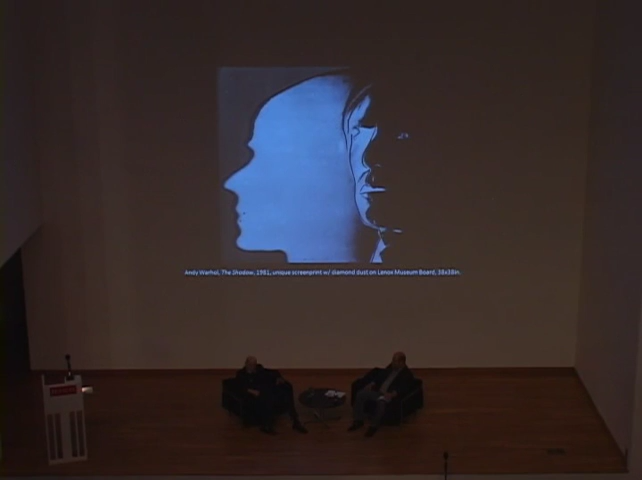 Andy Warhol, The Shadow, 1981, unique screenprint w/ diamond dust on Lenox Museum Board, 38x38in.